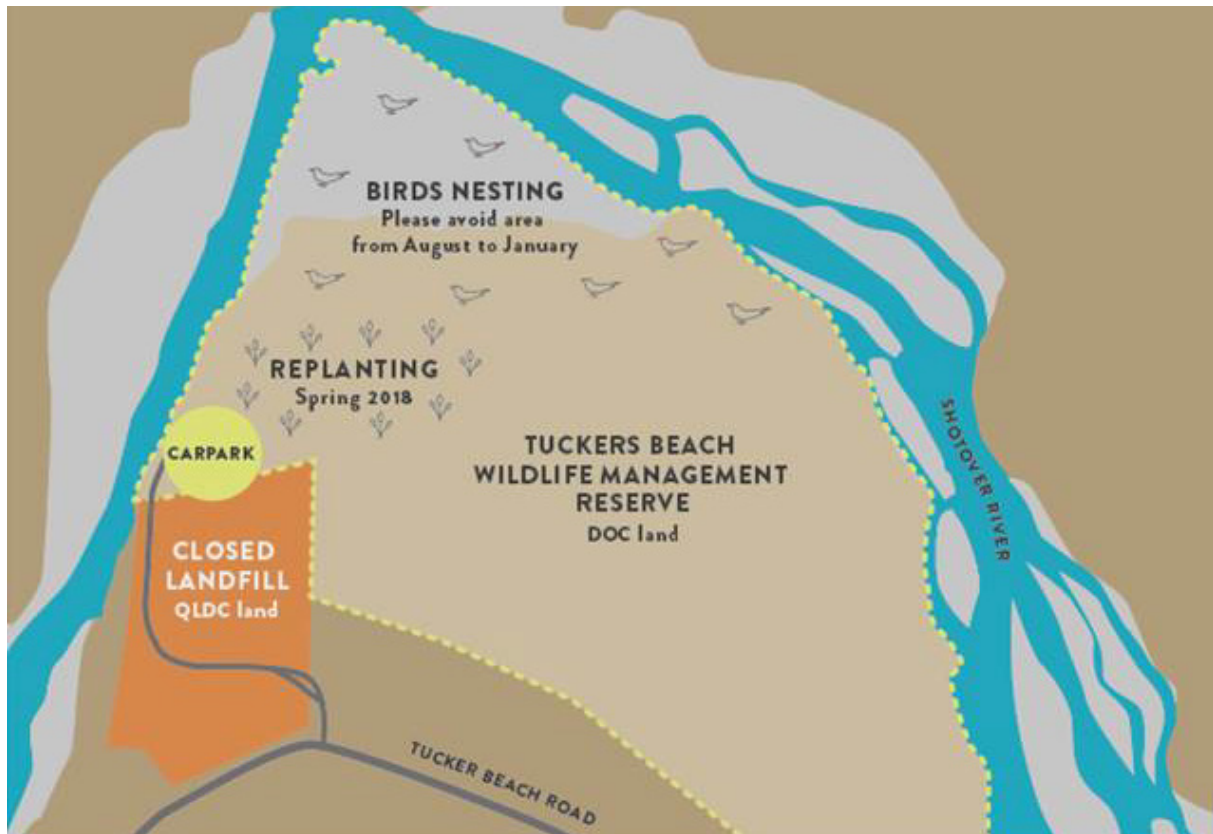 BIRDS NESTING
Please avoid area
from August to January
REPLANTING
Spring 2018
CARPARK
TUCKERS BEACH
WILDLIFE MANAGEMENT
RESERVE
DOC land
SHOTOVER RIVER
CLOSED
LANDFILL
QLDC land
TUCKER BEACH ROAD